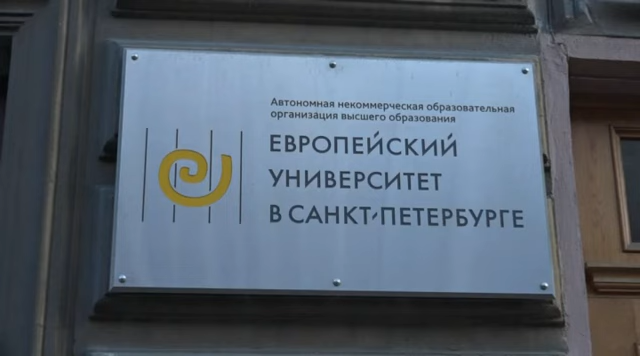 Автономная некоммерческая образовательная
организация высшего образования
ЕВРОПЕЙСКИЙ
УНИВЕРСИТЕТ
В САНКТ-ПЕТЕРБУРГЕ